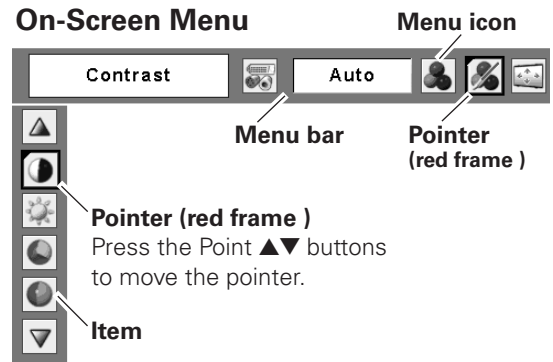 On-Screen Menu
Menu icon
Contrast
Auto
Menu bar
Pointer
(red frame )
Pointer (red frame )
Press the Point ▲▼ buttons
to move the pointer.
Item